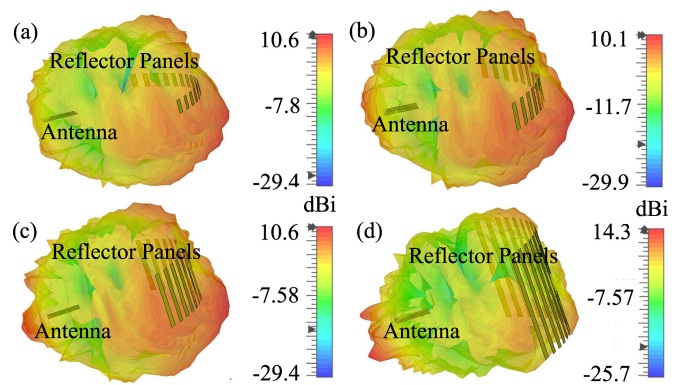 (a)
Reflector Panels
Antenna
10.6
-7.8
-29.4
(b)
Reflector Panels
Antenna
10.1
-11.7
-29.9
dBi
dBi
(c)
Reflector Panels
Antenna
10.6
-7.58
-29.4
(d)
Reflector Panels
Antenna
14.3
-7.57
-25.7